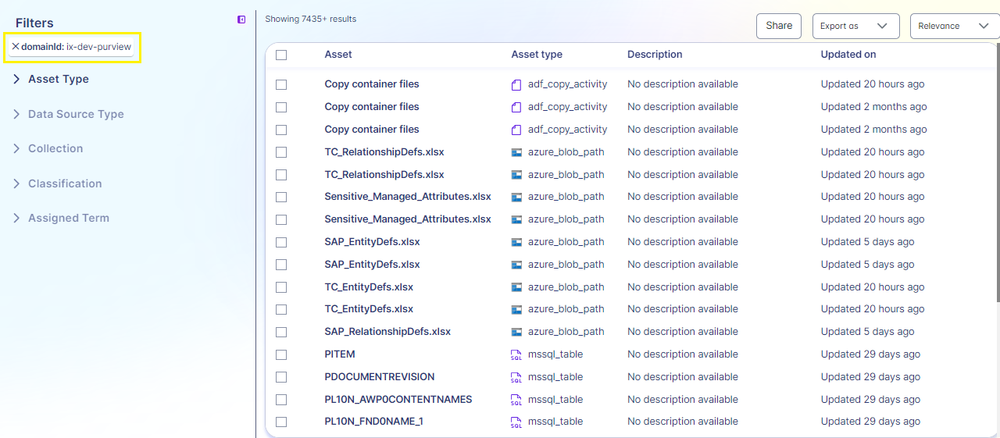 Filters
domainId: ix-dev-purview
Asset Type
Data Source Type
Collection
Classification
Assigned Term
Showing 7435+ results
Share
Export as
Relevance
Asset Asset type Description Updated on
Copy container files adf_copy_activity No description available Updated 20 hours ago
Copy container files adf_copy_activity No description available Updated 2 months ago
Copy container files adf_copy_activity No description available Updated 2 months ago
TC_RelationshipDefs.xlsx azure_blob_path No description available Updated 20 hours ago
TC_RelationshipDefs.xlsx azure_blob_path No description available Updated 20 hours ago
Sensitive_Managed_Attributes.xlsx azure_blob_path No description available Updated 20 hours ago
Sensitive_Managed_Attributes.xlsx azure_blob_path No description available Updated 20 hours ago
SAP_EntityDefs.xlsx azure_blob_path No description available Updated 5 days ago
SAP_EntityDefs.xlsx azure_blob_path No description available Updated 5 days ago
TC_EntityDefs.xlsx azure_blob_path No description available Updated 20 hours ago
TC_EntityDefs.xlsx azure_blob_path No description available Updated 20 hours ago
SAP_RelationshipDefs.xlsx azure_blob_path No description available Updated 5 days ago
PITEM SQL mssql_table No description available Updated 29 days ago
PDOCUMENTREVISION SQL mssql_table No description available Updated 29 days ago
PL10N_AWP0CONTENTNAMES SQL mssql_table No description available Updated 29 days ago
PL10N_FND0NAME_1 SQL mssql_table No description available Updated 29 days ago